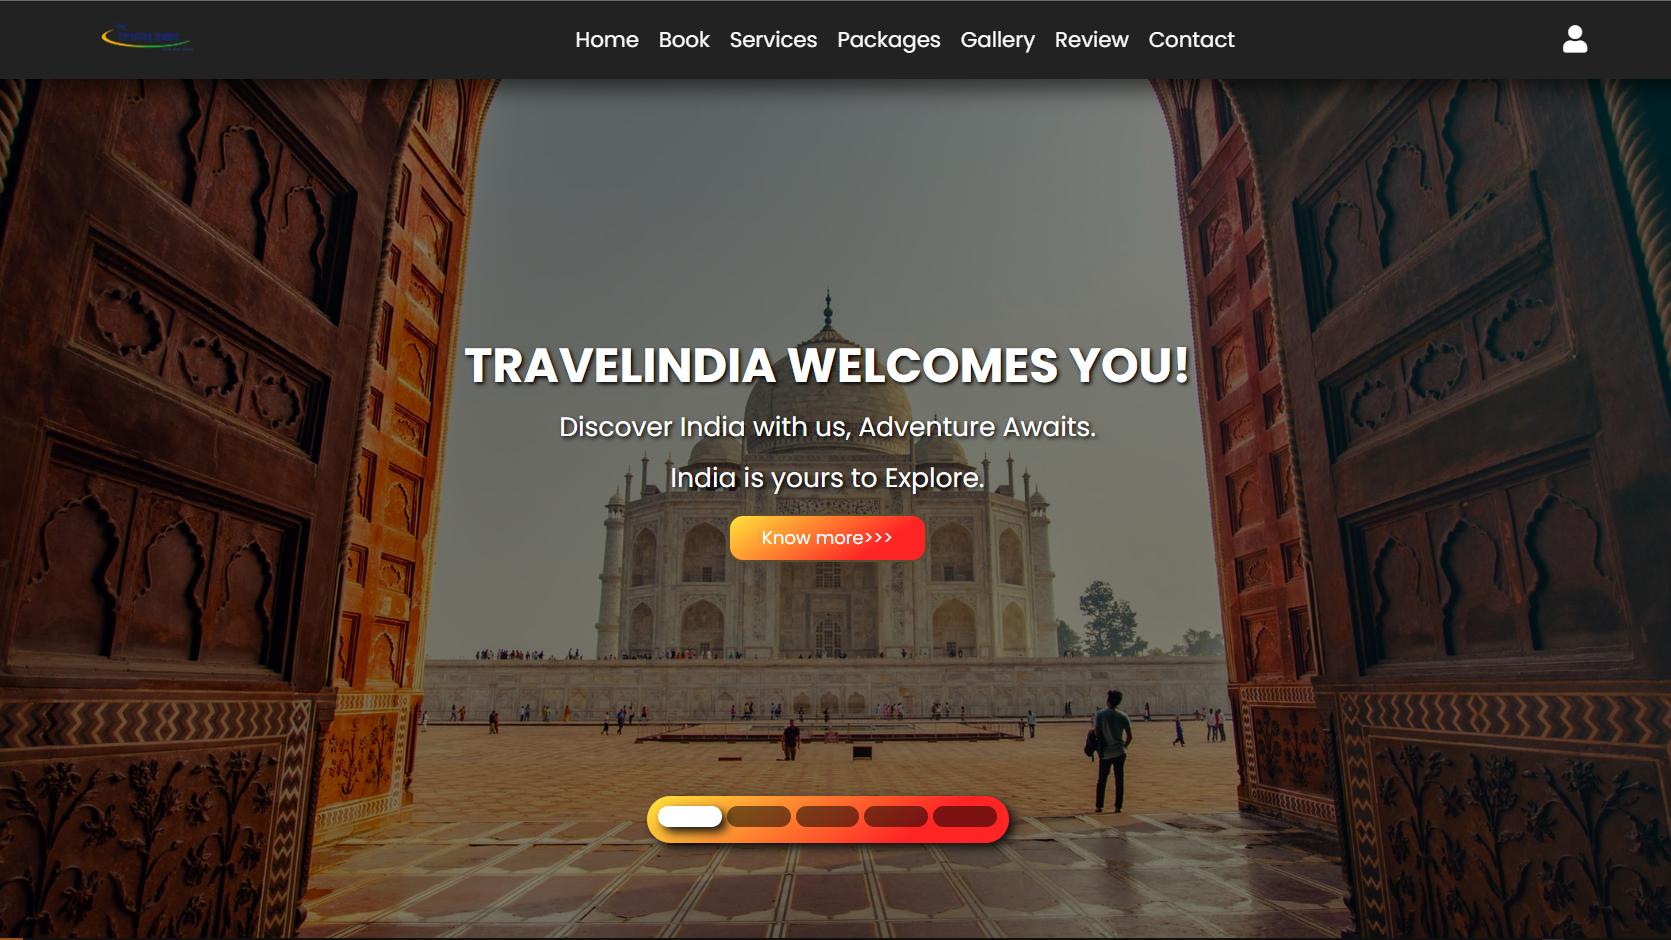 Home Book Services Packages Gallery Review Contact
TRAVELINDIA WELCOMES YOU!
Discover India with us, Adventure Awaits.
India is yours to Explore.
Know more>>>